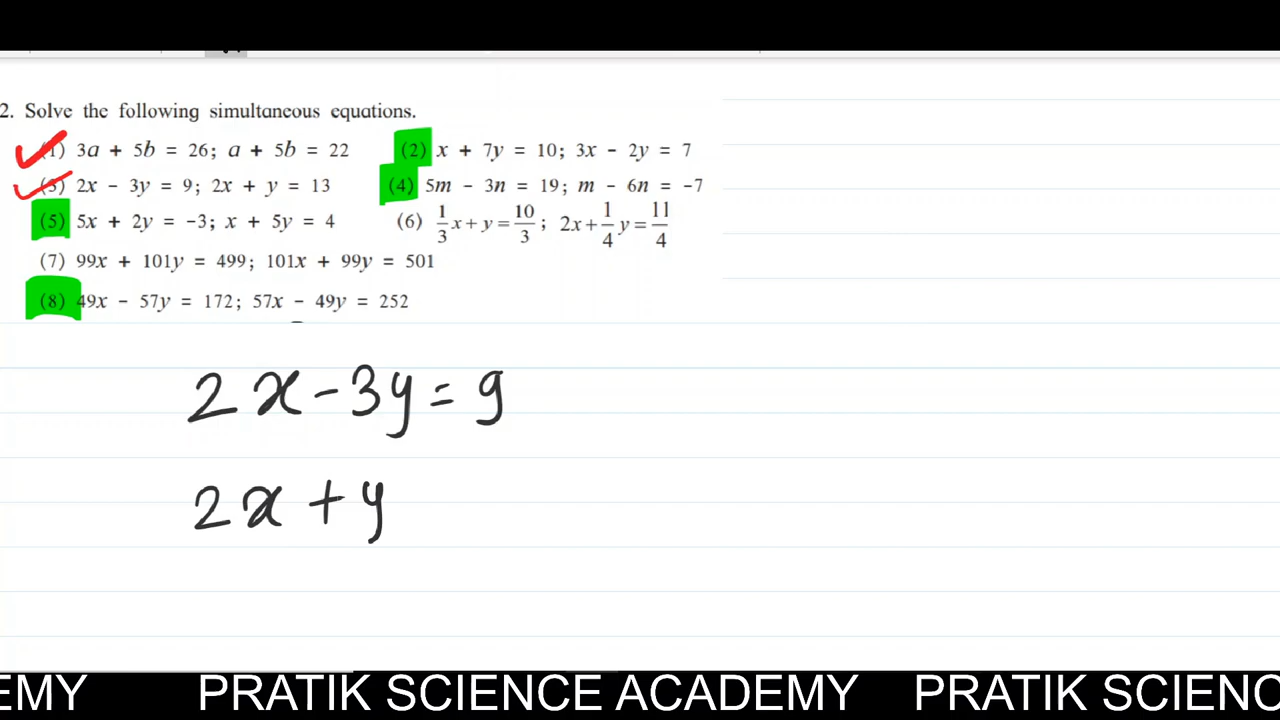 2. Solve the following simultaneous equations.
(1) 3a + 5b = 26; a + 5b = 22 (2) x + 7y = 10; 3x - 2y = 7
(3) 2x - 3y = 9; 2x + y = 13 (4) 5m - 3n = 19; m - 6n = -7
(5) 5x + 2y = -3; x + 5y = 4 (6) 1/3 x + y = 10/3; 2x + 1/4 y = 11/4
(7) 99x + 101y = 499; 101x + 99y = 501
(8) 49x - 57y = 172; 57x - 49y = 252
2x - 3y = 9
2x + y
EMY PRATIK SCIENCE ACADEMY PRATIK SCIENC